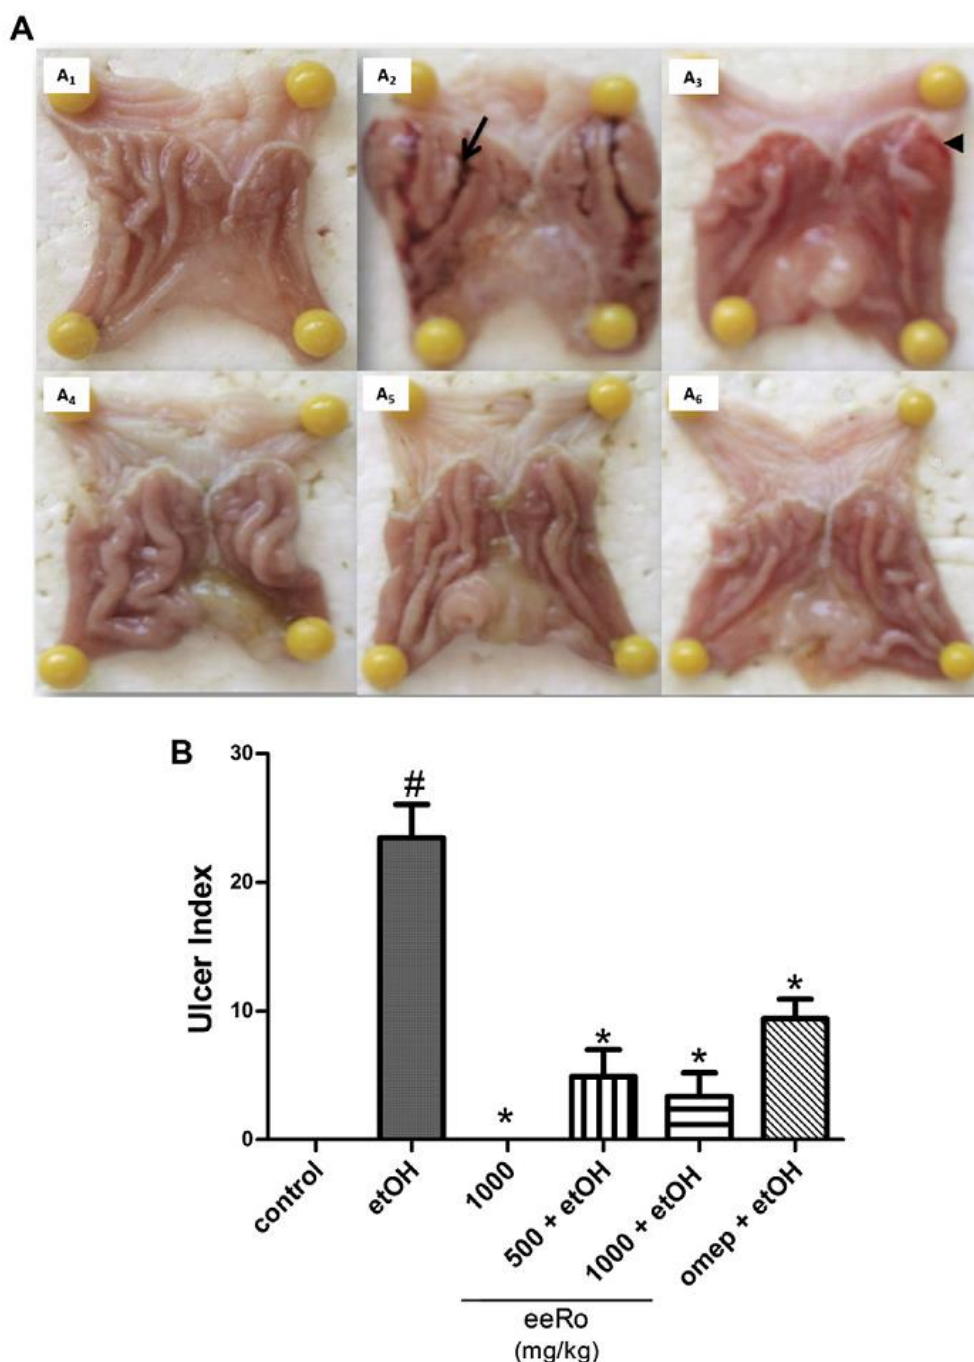 A
A₁ A₂ A₃
A₄ A₅ A₆
B
Ulcer Index
30
20
10
0
#
*
*
*
*
control
etOH
1000
500 + etOH
1000 + etOH
omep + etOH
eeRo
(mg/kg)